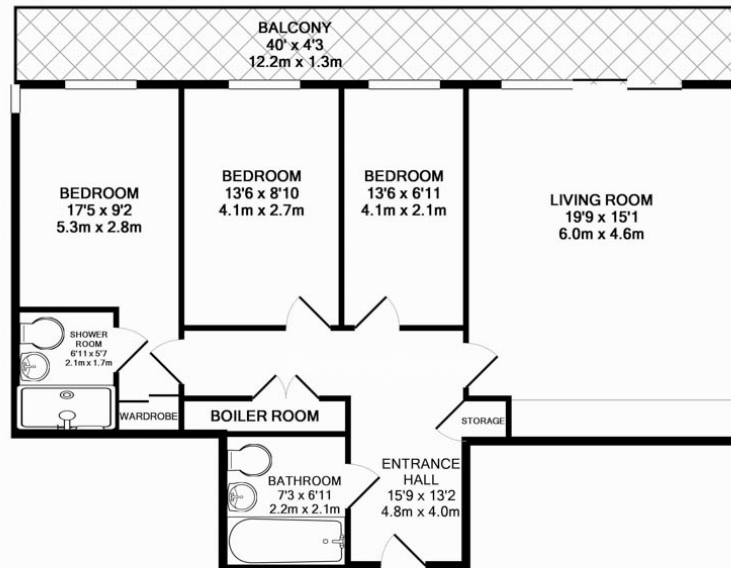 BALCONY
40' x 4'3
12.2m x 1.3m
BEDROOM
17'5 x 9'2
5.3m x 2.8m
BEDROOM
13'6 x 8'10
4.1m x 2.7m
BEDROOM
13'6 x 6'11
4.1m x 2.1m
LIVING ROOM
19'9 x 15'1
6.0m x 4.6m
SHOWER
ROOM
6'11 x 5'7
2.1m x 1.7m
WARDROBE
BOILER ROOM
STORAGE
BATHROOM
7'3 x 6'11
2.2m x 2.1m
ENTRANCE
HALL
15'9 x 13'2
4.8m x 4.0m